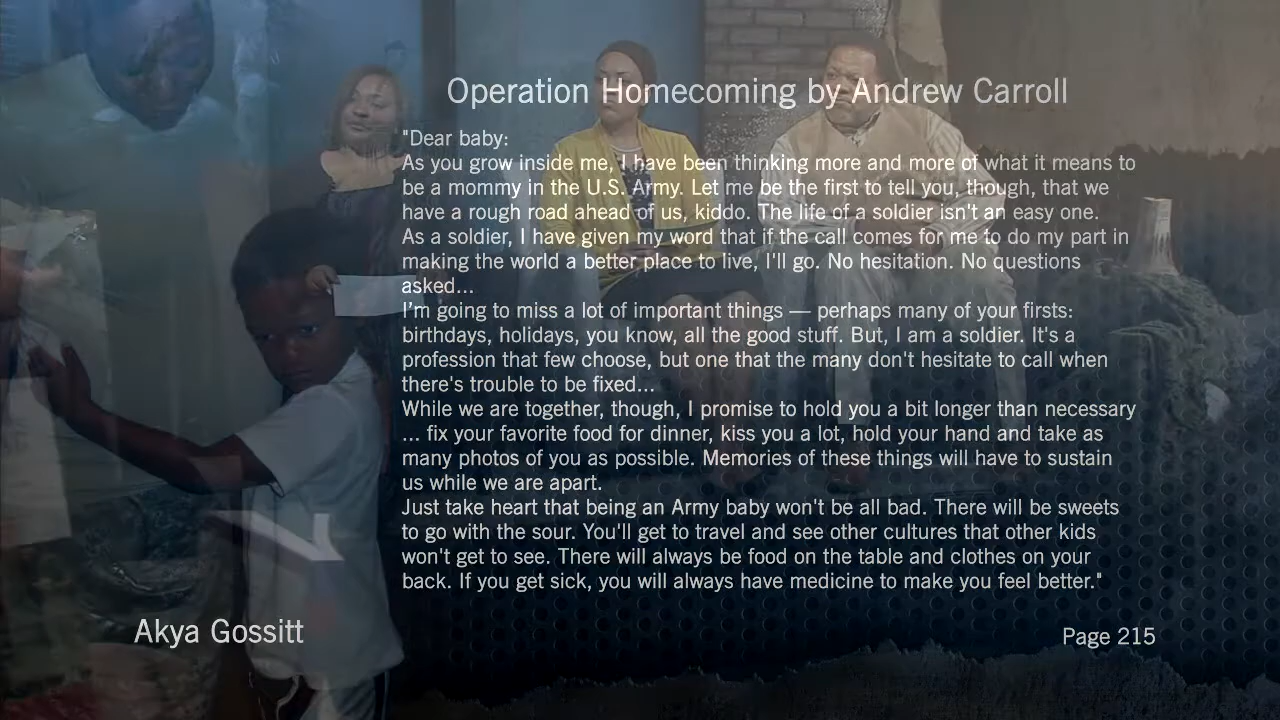 Operation Homecoming by Andrew Carroll
"Dear baby:
As you grow inside me, I have been thinking more and more of what it means to
be a mommy in the U.S. Army. Let me be the first to tell you, though, that we
have a rough road ahead of us, kiddo. The life of a soldier isn't an easy one.
As a soldier, I have given my word that if the call comes for me to do my part in
making the world a better place to live, I'll go. No hesitation. No questions
asked...
I'm going to miss a lot of important things — perhaps many of your firsts:
birthdays, holidays, you know, all the good stuff. But, I am a soldier. It's a
profession that few choose, but one that the many don't hesitate to call when
there's trouble to be fixed...
While we are together, though, I promise to hold you a bit longer than necessary
... fix your favorite food for dinner, kiss you a lot, hold your hand and take as
many photos of you as possible. Memories of these things will have to sustain
us while we are apart.
Just take heart that being an Army baby won't be all bad. There will be sweets
to go with the sour. You'll get to travel and see other cultures that other kids
won't get to see. There will always be food on the table and clothes on your
back. If you get sick, you will always have medicine to make you feel better."
Akya Gossitt
Page 215